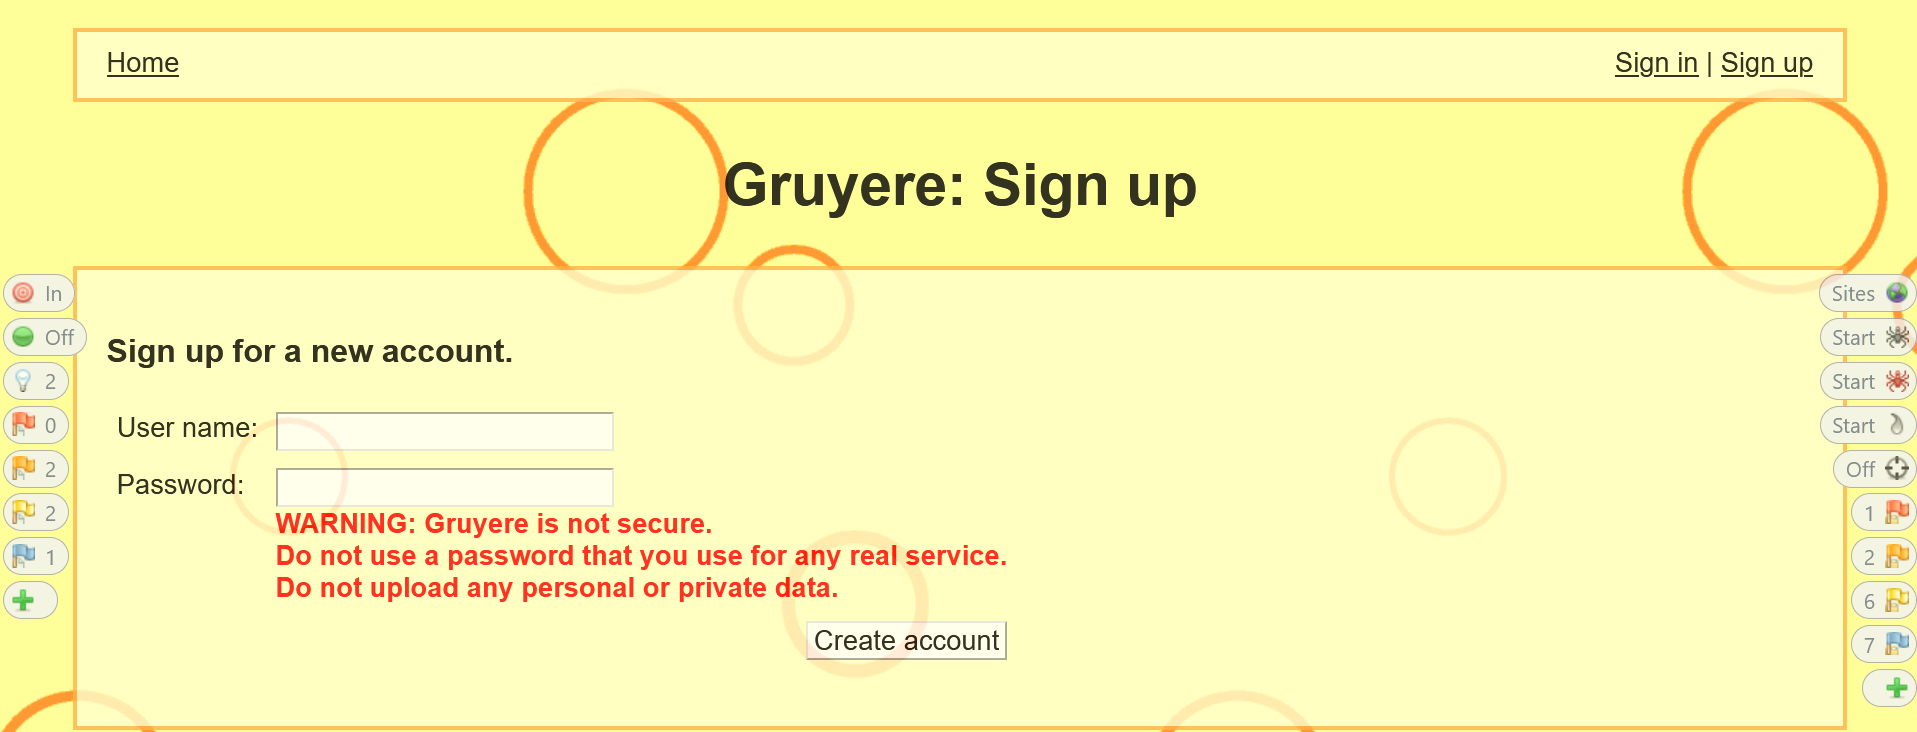 Home
Sign in | Sign up
Gruyere: Sign up
In
Sites
Off
Start
Sign up for a new account.
2
Start
0
User name:
Start
2
Password:
Off
2
WARNING: Gruyere is not secure.
1
1
Do not use a password that you use for any real service.
2
Do not upload any personal or private data.
6
Create account
7